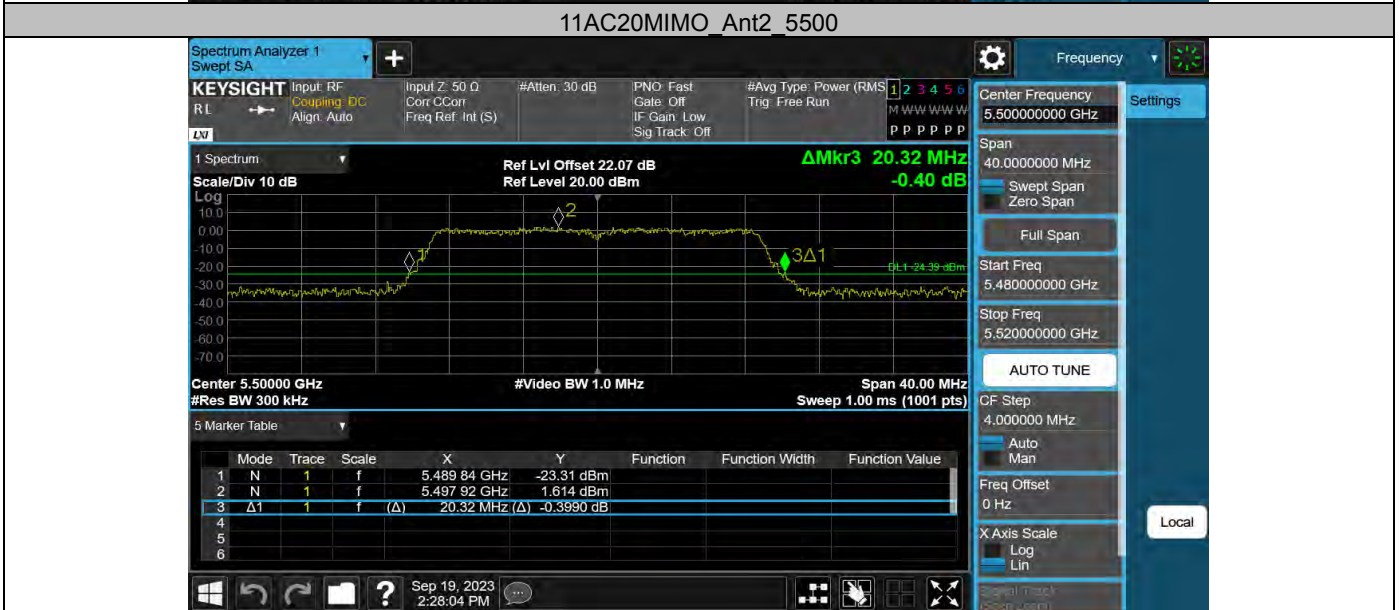 11AC20MIMO_Ant2_5500
Spectrum Analyzer 1
Swept SA
Frequency
KEYSIGHT
Input: RF
Input Z: 50 Ω
#Atten: 30 dB
PNO: Fast
#Avg Type: Power (RMS
1 2 3 4 5 6
R L
Coupling: DC
Corr CCorr
Gate: Off
Trig: Free Run
Align: Auto
Freq Ref: Int (S)
IF Gain: Low
M W W W W W
LXI
Sig Track: Off
P P P P P P
1 Spectrum
Ref Lvl Offset 22.07 dB
ΔMkr3 20.32 MHz
Scale/Div 10 dB
Ref Level 20.00 dBm
-0.40 dB
Log
10.0
0.00
-10.0
-20.0
-30.0
-40.0
-50.0
-60.0
-70.0
1
2
3Δ1
DL1 -24.39 dBm
Center 5.50000 GHz
#Video BW 1.0 MHz
Span 40.00 MHz
#Res BW 300 kHz
Sweep 1.00 ms (1001 pts)
5 Marker Table
Mode Trace Scale X Y Function Function Width Function Value
1 N 1 f 5.489 84 GHz -23.31 dBm
2 N 1 f 5.497 92 GHz 1.614 dBm
3 Δ1 1 f (Δ) 20.32 MHz (Δ) -0.3990 dB
4
5
6
Sep 19, 2023
2:28:04 PM
Center Frequency
5.500000000 GHz
Span
40.0000000 MHz
Swept Span
Zero Span
Full Span
Start Freq
5.480000000 GHz
Stop Freq
5.520000000 GHz
AUTO TUNE
CF Step
4.000000 MHz
Auto
Man
Freq Offset
0 Hz
X Axis Scale
Log
Lin
Settings
Local